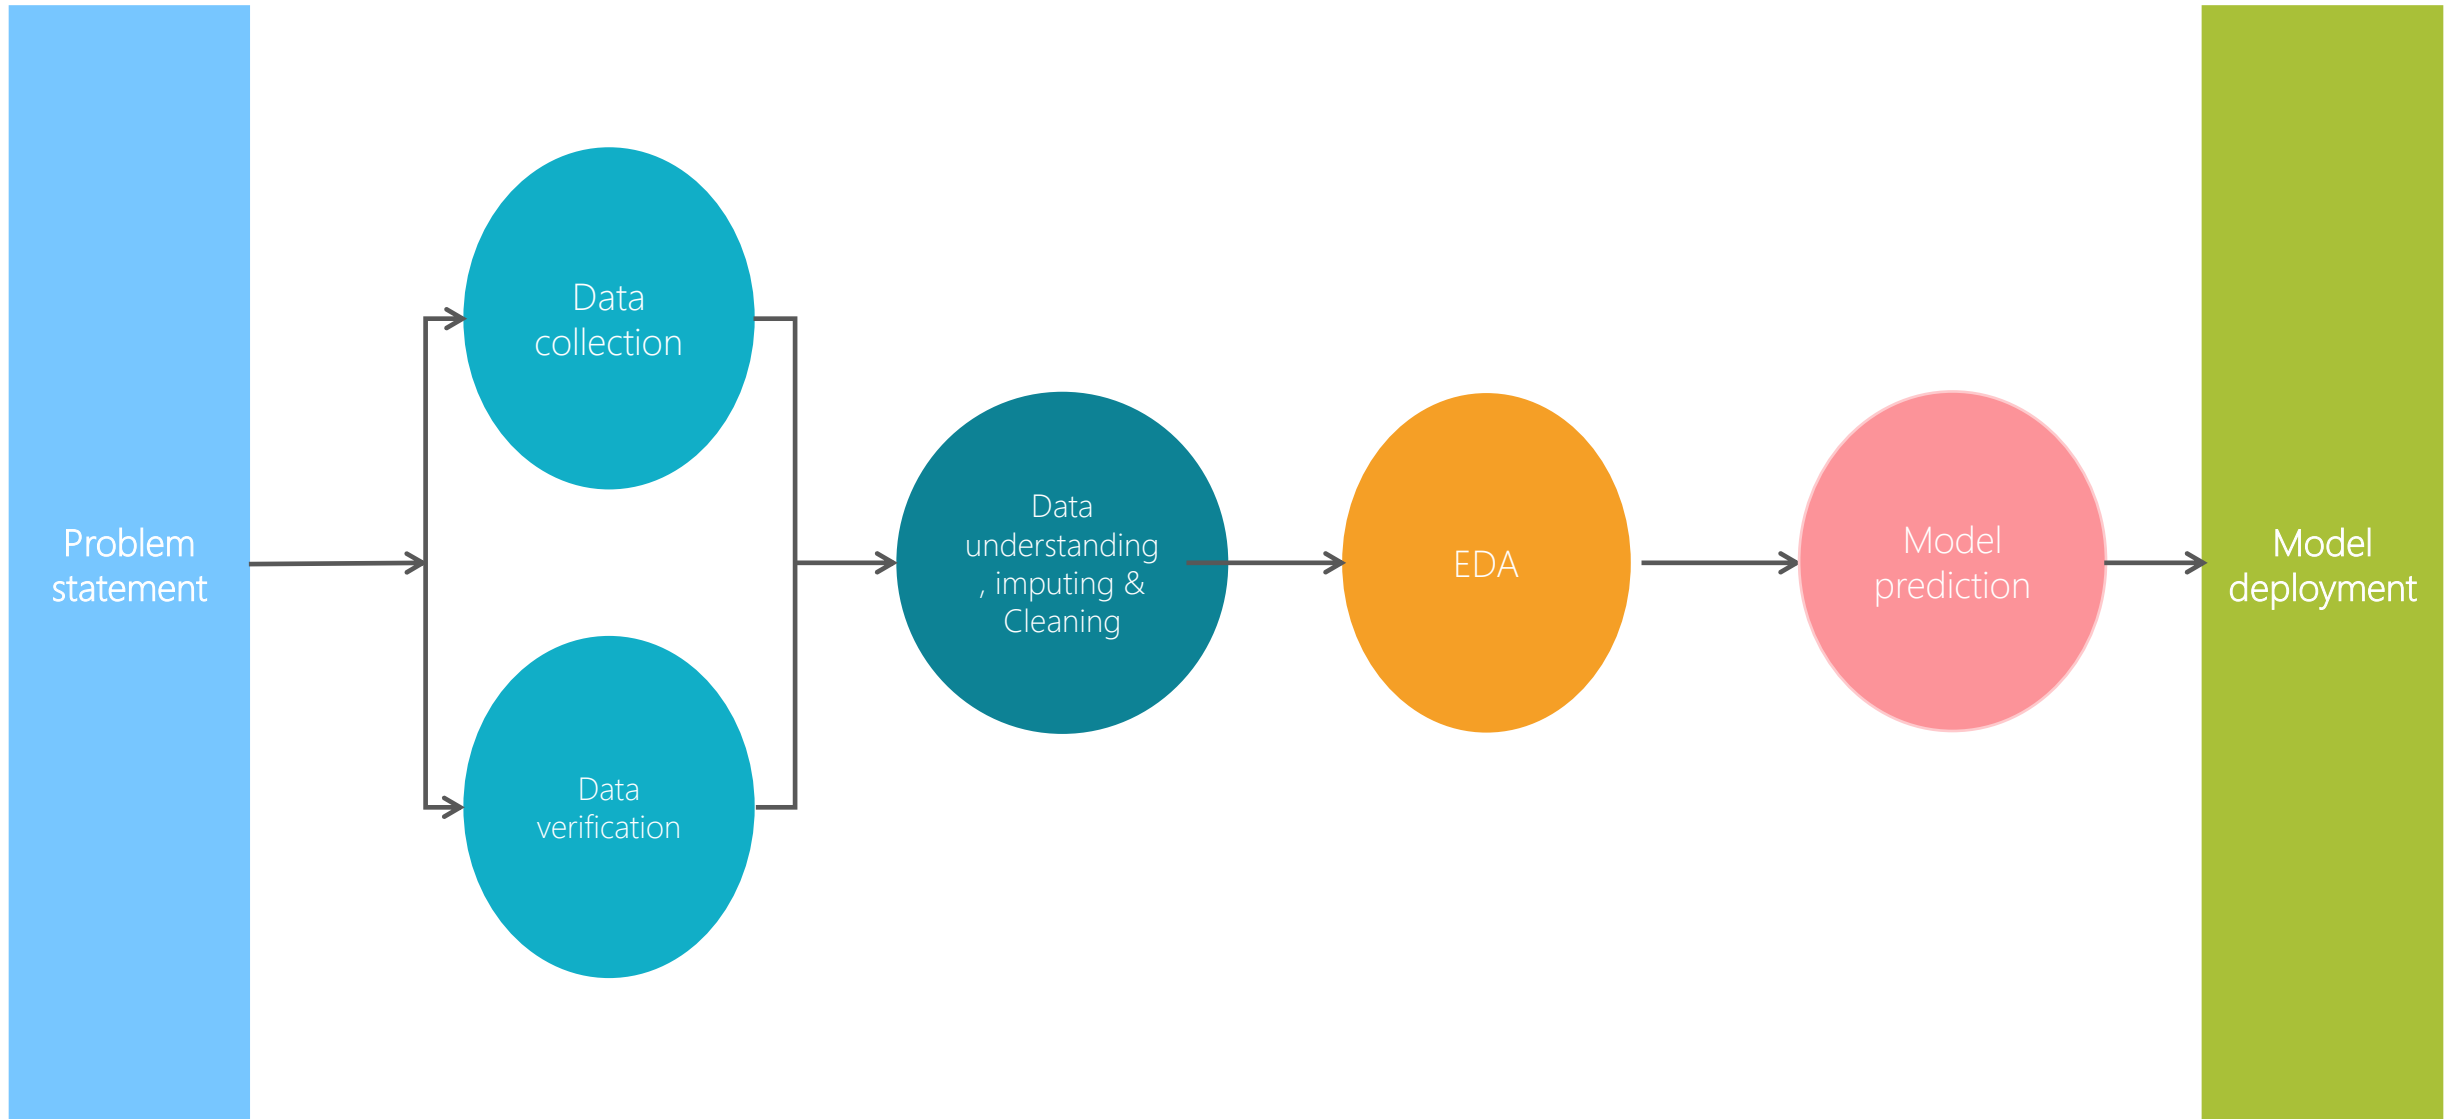 Problem
statement
Data
collection
Data
verification
Data
understanding
, imputing &
Cleaning
EDA
Model
prediction
Model
deployment